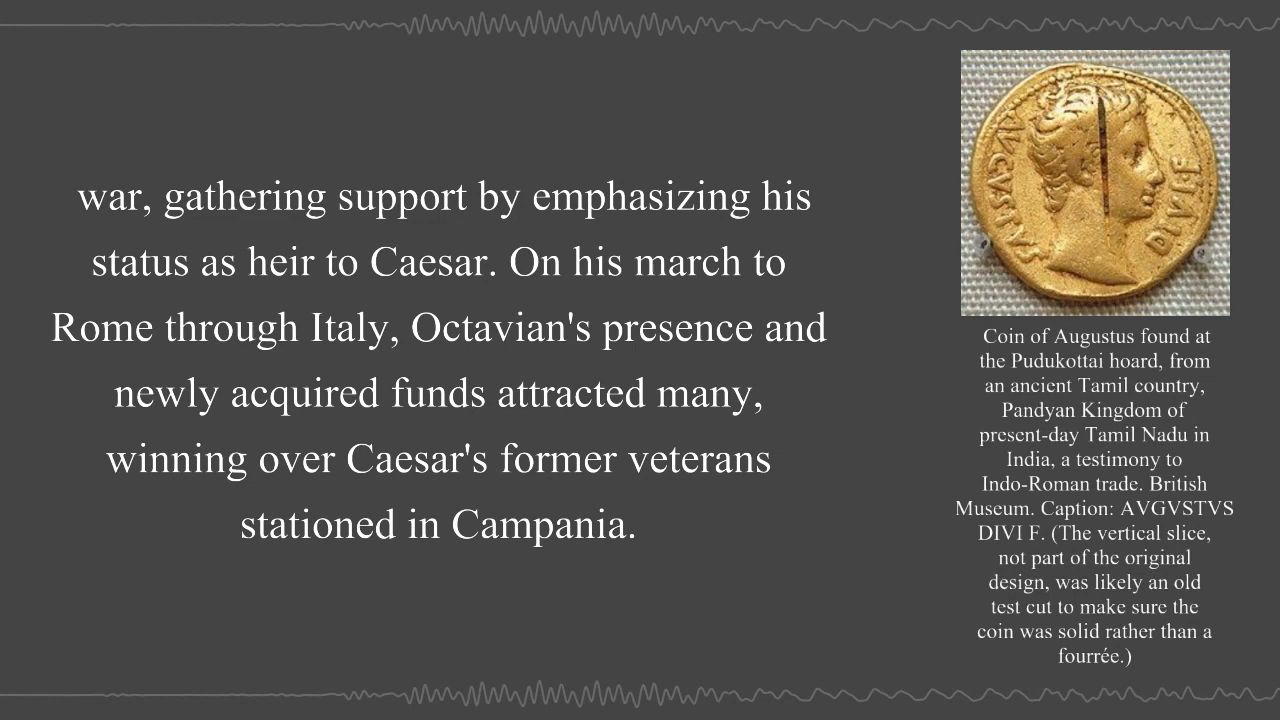 war, gathering support by emphasizing his
status as heir to Caesar. On his march to
Rome through Italy, Octavian's presence and
newly acquired funds attracted many,
winning over Caesar's former veterans
stationed in Campania.
AVGVSTVS
DIVI F
Coin of Augustus found at
the Pudukottai hoard, from
an ancient Tamil country,
Pandyan Kingdom of
present-day Tamil Nadu in
India, a testimony to
Indo-Roman trade. British
Museum. Caption: AVGVSTVS
DIVI F. (The vertical slice,
not part of the original
design, was likely an old
test cut to make sure the
coin was solid rather than a
fourrée.)